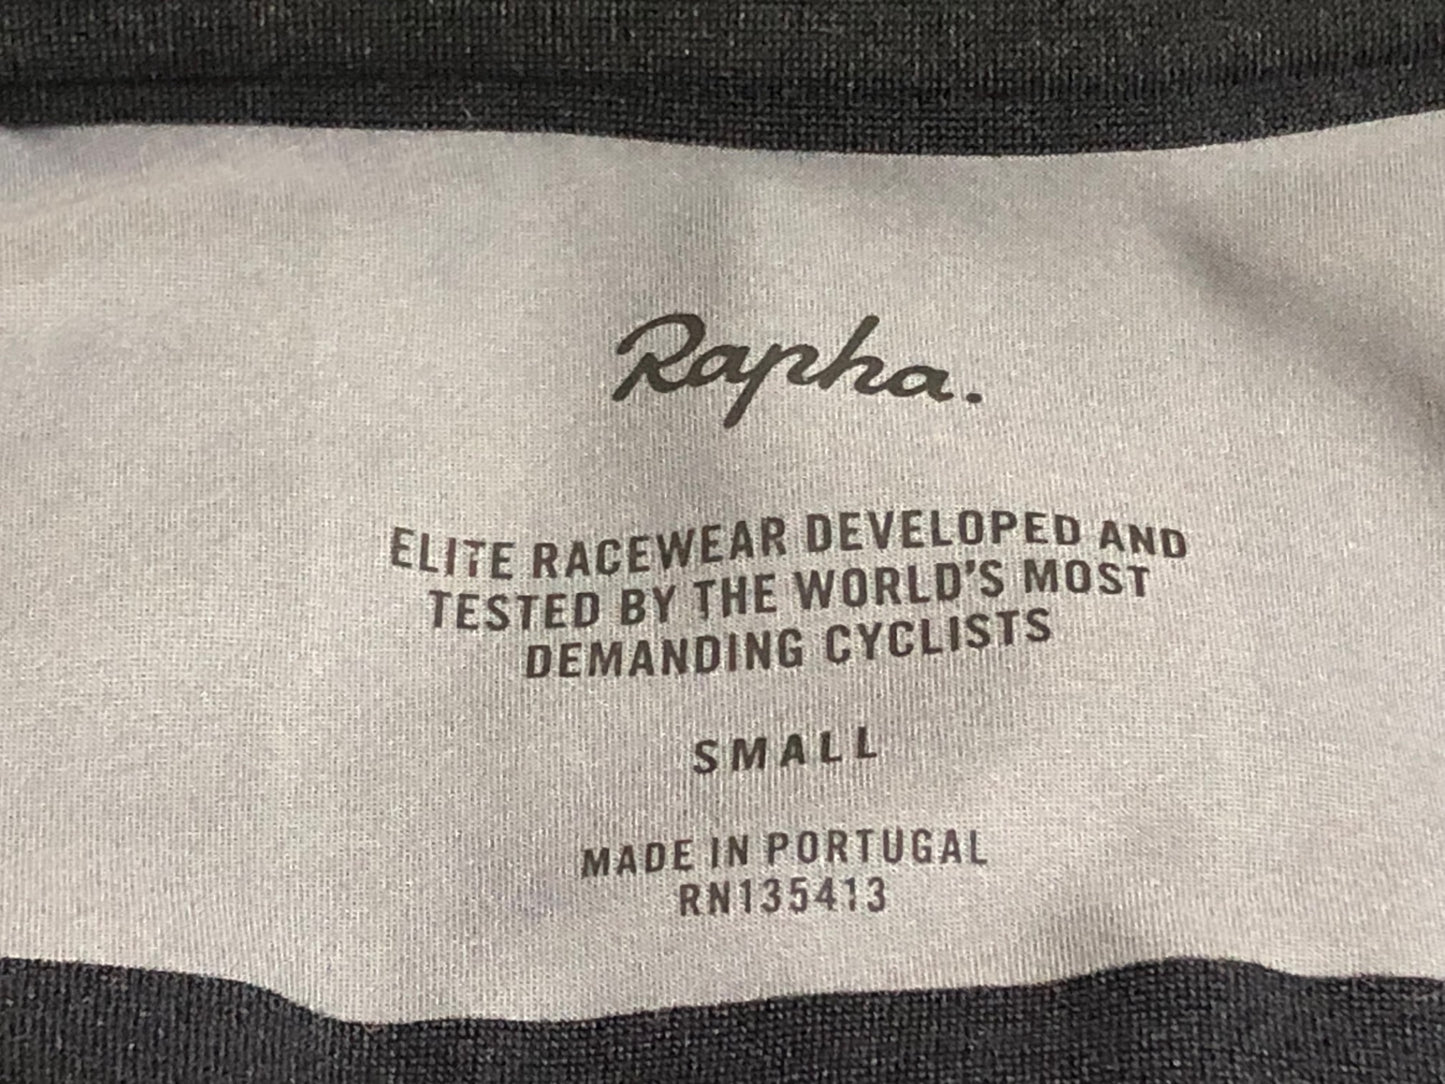 Rapha.
ELITE RACEWEAR DEVELOPED AND
TESTED BY THE WORLD'S MOST
DEMANDING CYCLISTS
SMALL
MADE IN PORTUGAL
RN135413